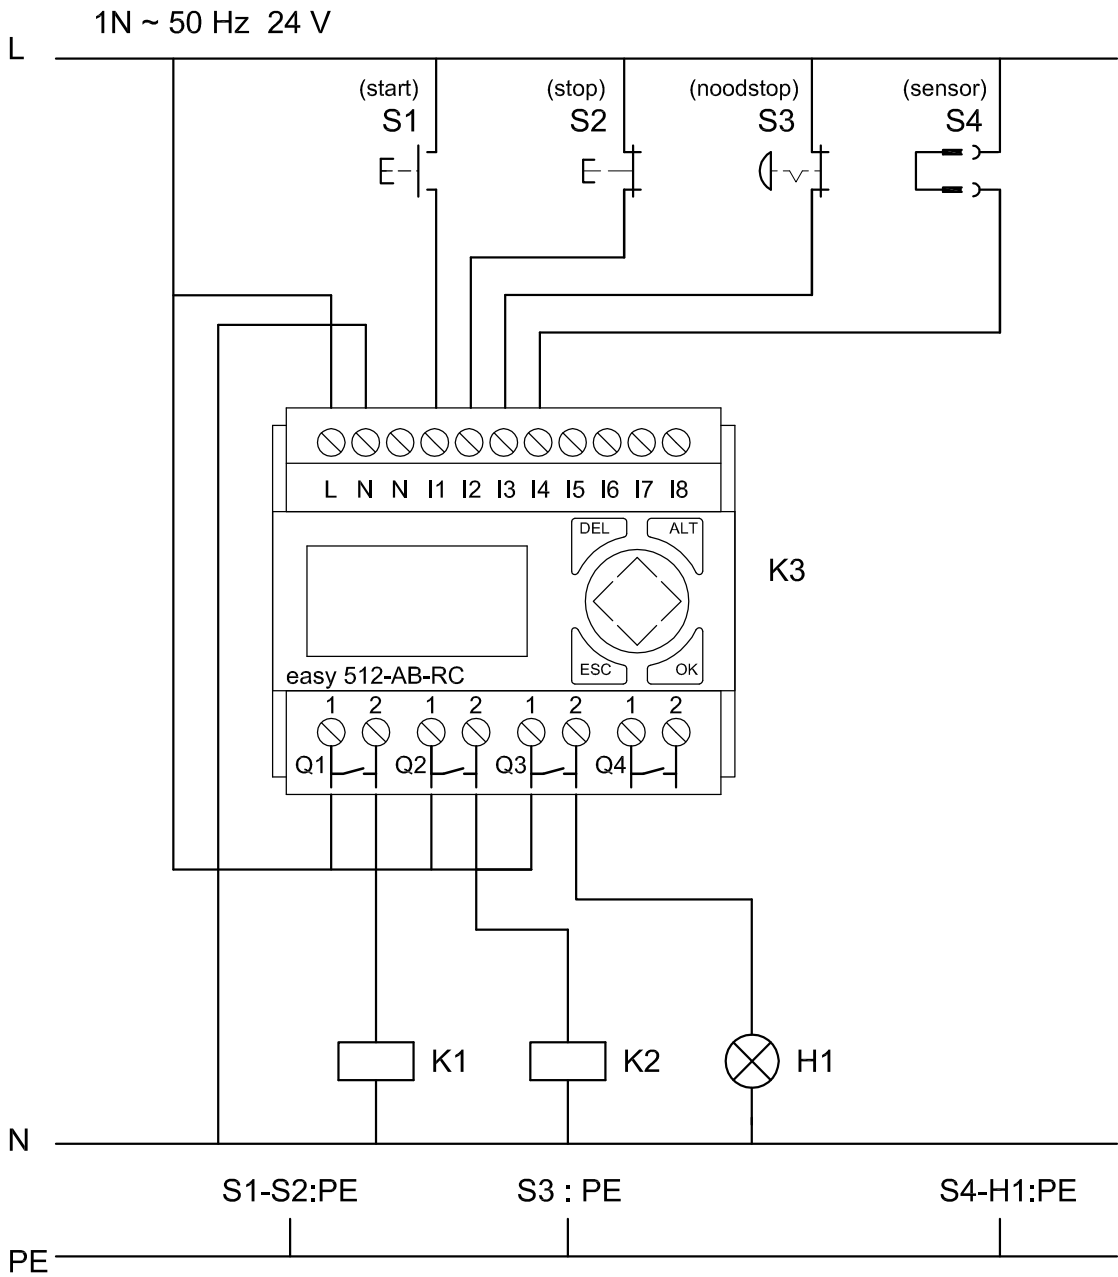 1N ~ 50 Hz 24 V
L
(start) (stop) (noodstop) (sensor)
S1 S2 S3 S4
L N N I1 I2 I3 I4 I5 I6 I7 I8
DEL ALT
K3
ESC OK
easy 512-AB-RC
1 2 1 2 1 2 1 2
Q1 Q2 Q3 Q4
K1 K2 H1
N
S1-S2:PE S3 : PE S4-H1:PE
PE